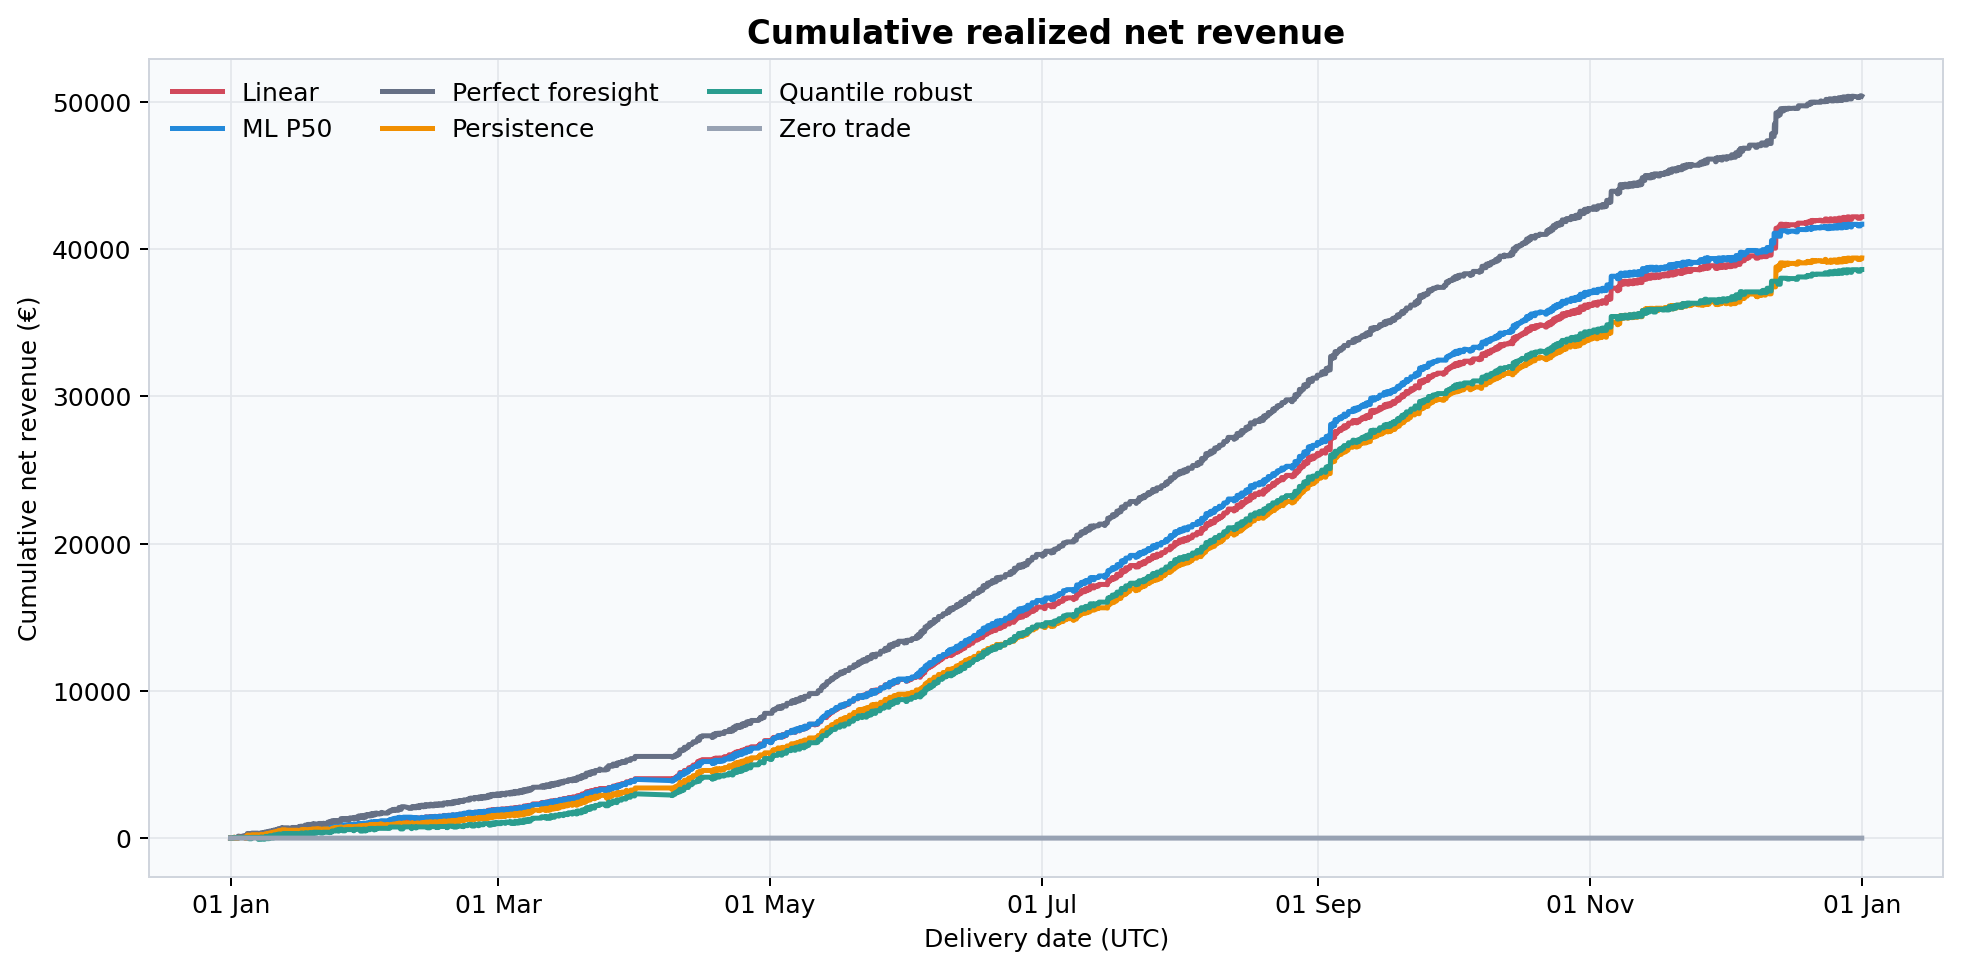 Cumulative realized net revenue
Linear
ML P50
Perfect foresight
Persistence
Quantile robust
Zero trade
Cumulative net revenue (€)
50000
40000
30000
20000
10000
0
01 Jan
01 Mar
01 May
01 Jul
01 Sep
01 Nov
01 Jan
Delivery date (UTC)